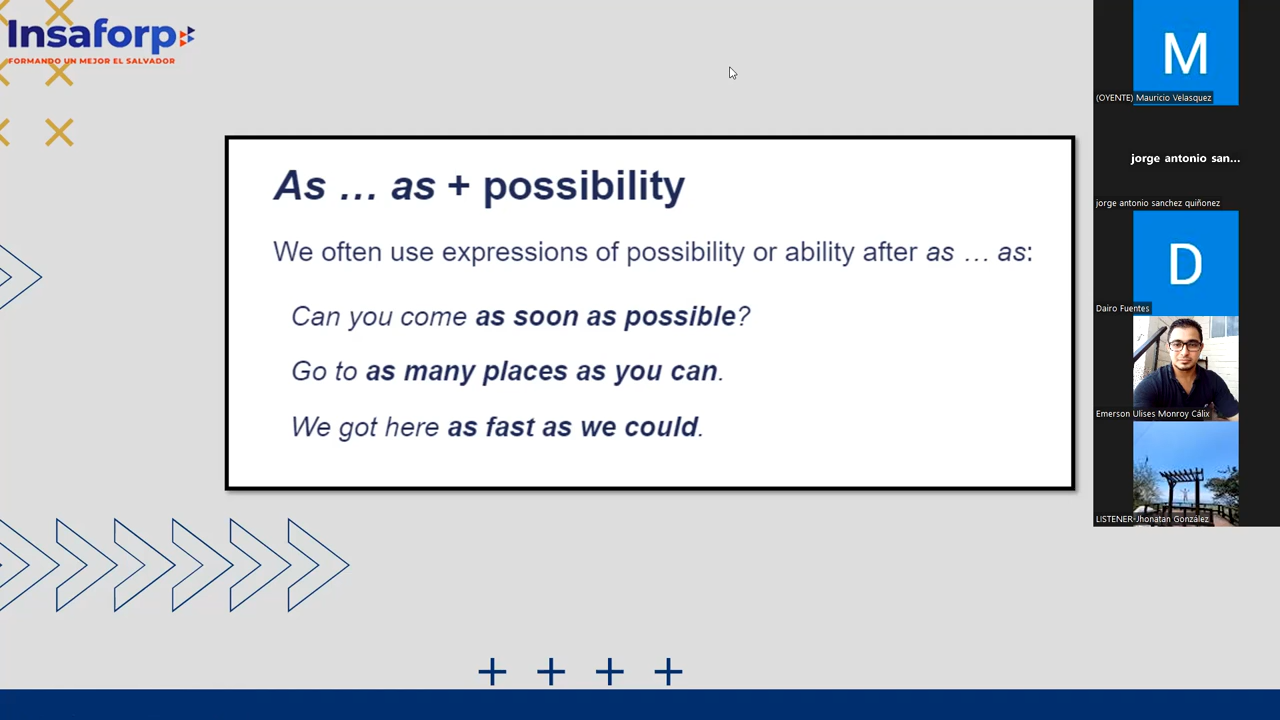 Insaforp
FORMANDO UN MEJOR EL SALVADOR
As … as + possibility
We often use expressions of possibility or ability after as … as:
Can you come as soon as possible?
Go to as many places as you can.
We got here as fast as we could.
M
(OYENTE) Mauricio Velasquez
jorge antonio san...
jorge antonio sanchez quiñonez
D
Dairo Fuentes
Emerson Ulises Monroy Cálix
LISTENER-Jhonatan González